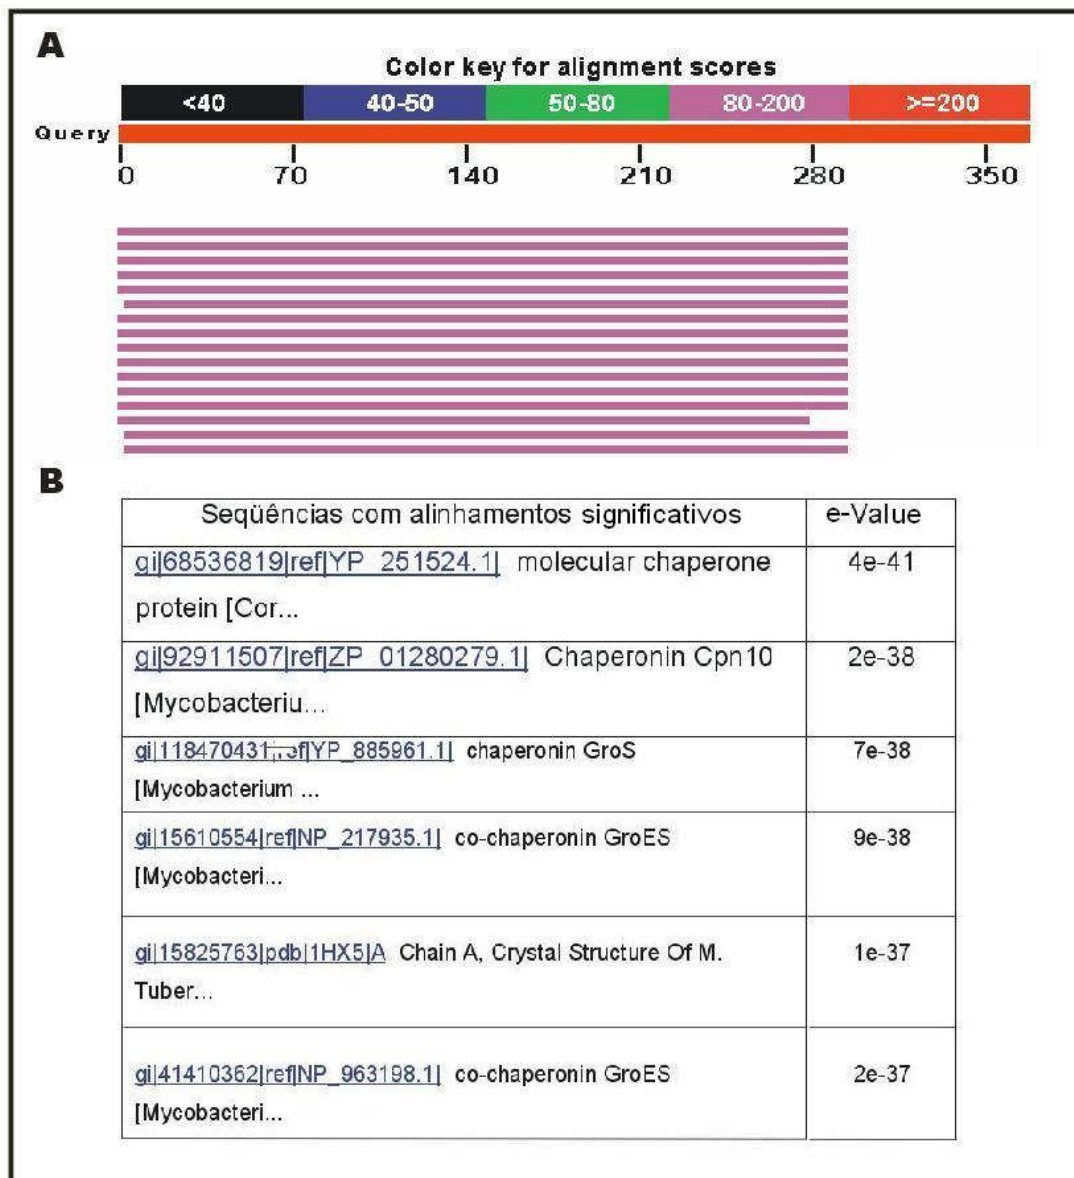 A
Color key for alignment scores
<40 40-50 50-80 80-200 >=200
Query
0 70 140 210 280 350
B
Seqüências com alinhamentos significativos e-Value
gi|68536819|ref|YP_251524.1| molecular chaperone 4e-41
protein [Cor...
gi|92911507|ref|ZP_01280279.1| Chaperonin Cpn10 2e-38
[Mycobacteriu...
gi|118470431|ref|YP_885961.1| chaperonin GroS 7e-38
[Mycobacterium ...
gi|15610554|ref|NP_217935.1| co-chaperonin GroES 9e-38
[Mycobacteri...
gi|15825763|pdb|1HX5|A Chain A, Crystal Structure Of M. 1e-37
Tuber...
gi|41410362|ref|NP_963198.1| co-chaperonin GroES 2e-37
[Mycobacteri...